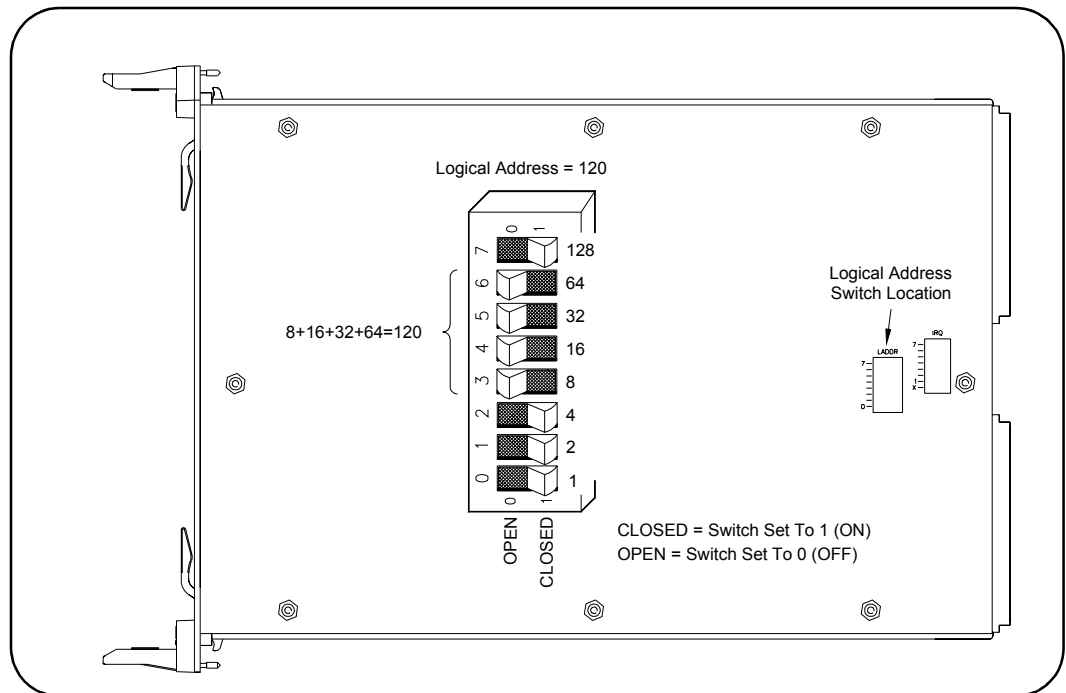 Logical Address = 120
0 1
7 128
6 64
5 32
8+16+32+64=120
4 16
3 8
2 4
1 2
0 1
0 1
OPEN
CLOSED
Logical Address
Switch Location
LADDR
7
0
IRQ
7
1
X
CLOSED = Switch Set To 1 (ON)
OPEN = Switch Set To 0 (OFF)